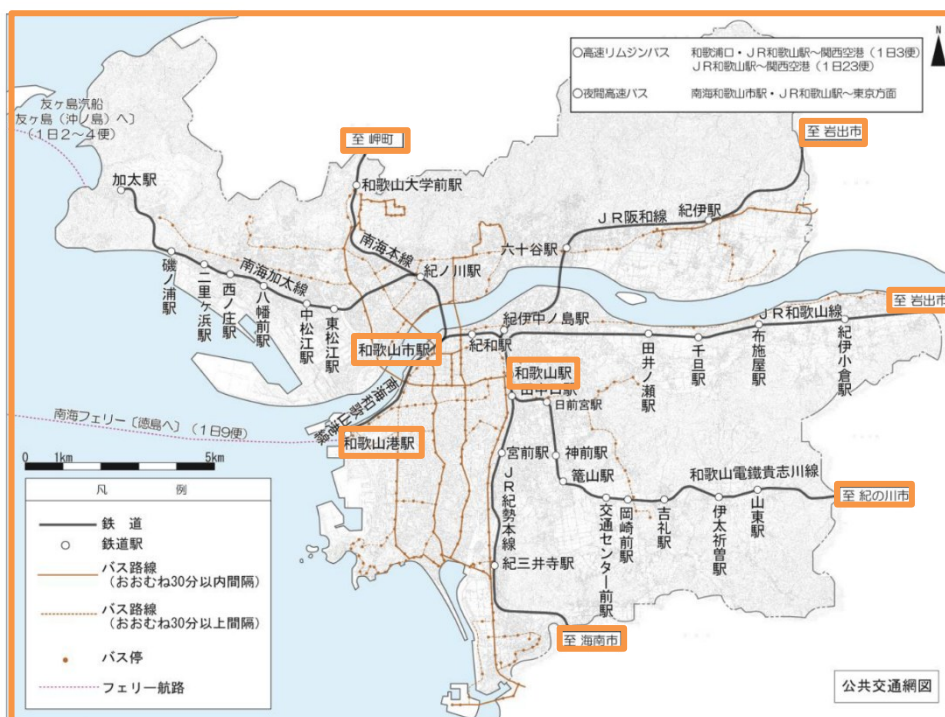 ○高速リムジンバス　和歌浦口・JR和歌山駅～関西空港（1日3便）
JR和歌山駅～関西空港（1日23便）
○夜間高速バス　南海和歌山市駅・JR和歌山駅～東京方面
N
友ヶ島汽船
友ヶ島（沖ノ島）へ〕
（1日2～4便）
至 岬町
至 岩出市
加太駅
和歌山大学前駅
JR阪和線
紀伊駅
六十谷駅
南海本線
紀ノ川駅
南海加太線
磯ノ浦駅
二里ヶ浜駅
西ノ庄駅
八幡前駅
中松江駅
東松江駅
至 岩出市
JR和歌山線
紀伊中ノ島駅
紀和駅
和歌山市駅
田井ノ瀬駅
千旦駅
布施屋駅
紀伊小倉駅
和歌山駅
田中口駅
日前宮駅
南海和歌山港線
南海フェリー〔徳島へ〕（1日9便）
和歌山港駅
宮前駅
神前駅
竈山駅
和歌山電鐵貴志川線
至 紀の川市
交通センター前駅
岡崎前駅
吉礼駅
伊太祈曽駅
山東駅
JR紀勢本線
紀三井寺駅
至 海南市
0 1km 5km
凡　例
鉄　道
鉄道駅
バス路線
（おおむね30分以内間隔）
バス路線
（おおむね30分以上間隔）
バス停
フェリー航路
公共交通網図